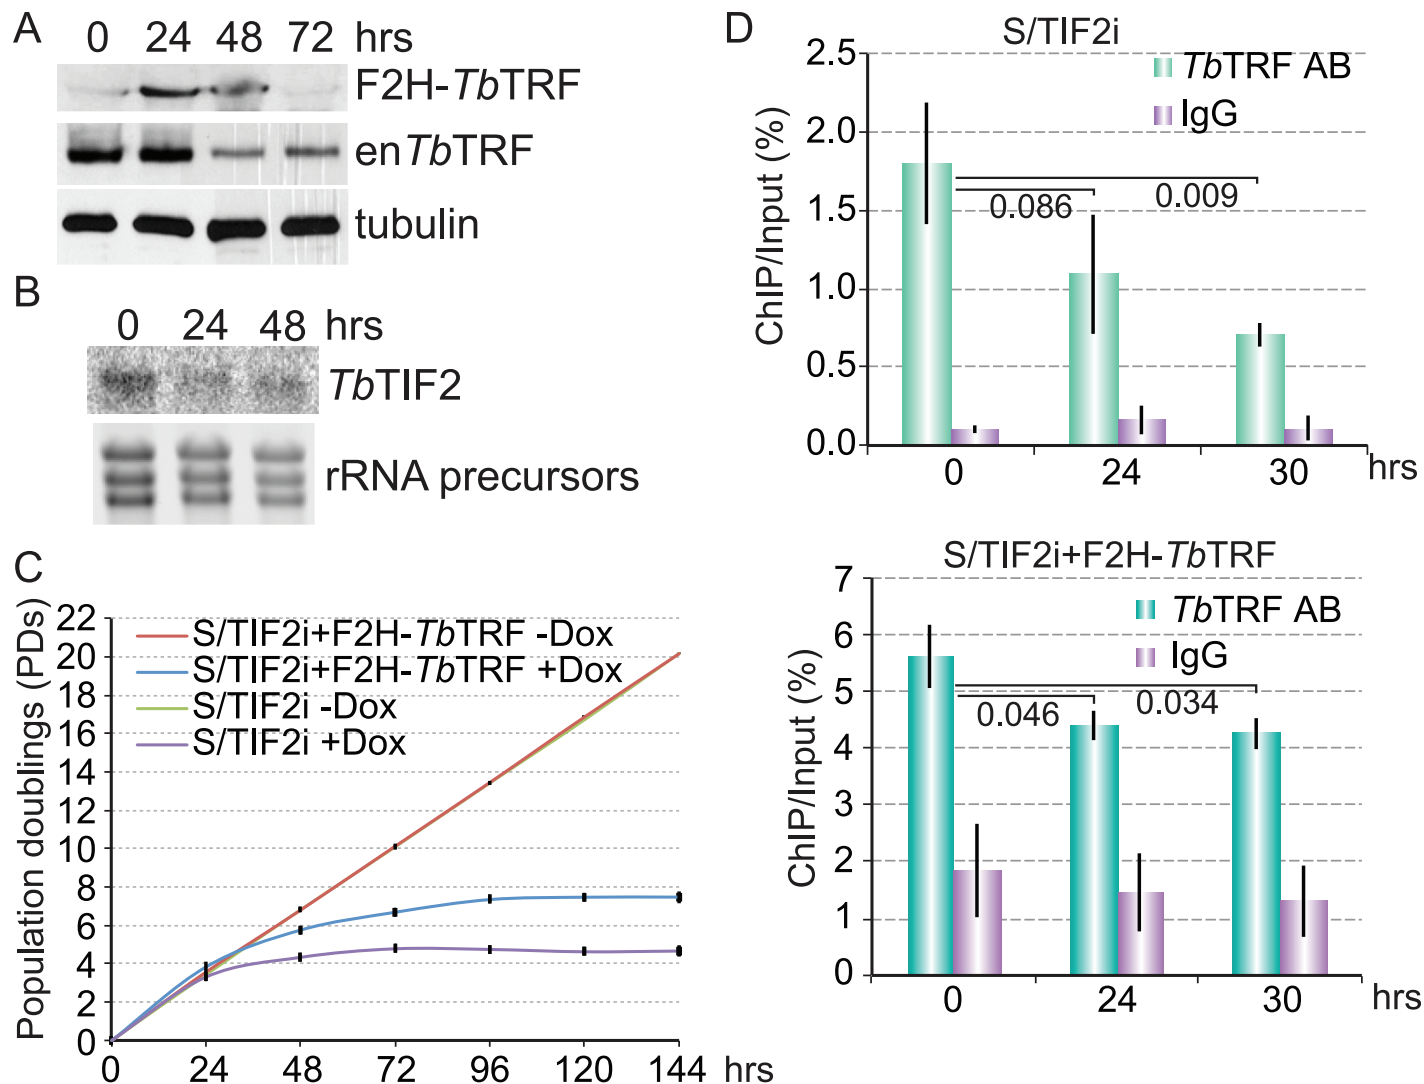 A
0 24 48 72 hrs
F2H-TbTRF
enTbTRF
tubulin
B
0 24 48 hrs
TbTIF2
rRNA precursors
C
Population doublings (PDs)
22
20
18
16
14
12
10
8
6
4
2
0
S/TIF2i+F2H-TbTRF -Dox
S/TIF2i+F2H-TbTRF +Dox
S/TIF2i -Dox
S/TIF2i +Dox
0 24 48 72 96 120 144 hrs
D
S/TIF2i
ChIP/Input (%)
2.5
2.0
1.5
1.0
0.5
0.0
TbTRF AB
IgG
0.086
0.009
0 24 30 hrs
S/TIF2i+F2H-TbTRF
ChIP/Input (%)
7
6
5
4
3
2
1
0
TbTRF AB
IgG
0.046
0.034
0 24 30 hrs